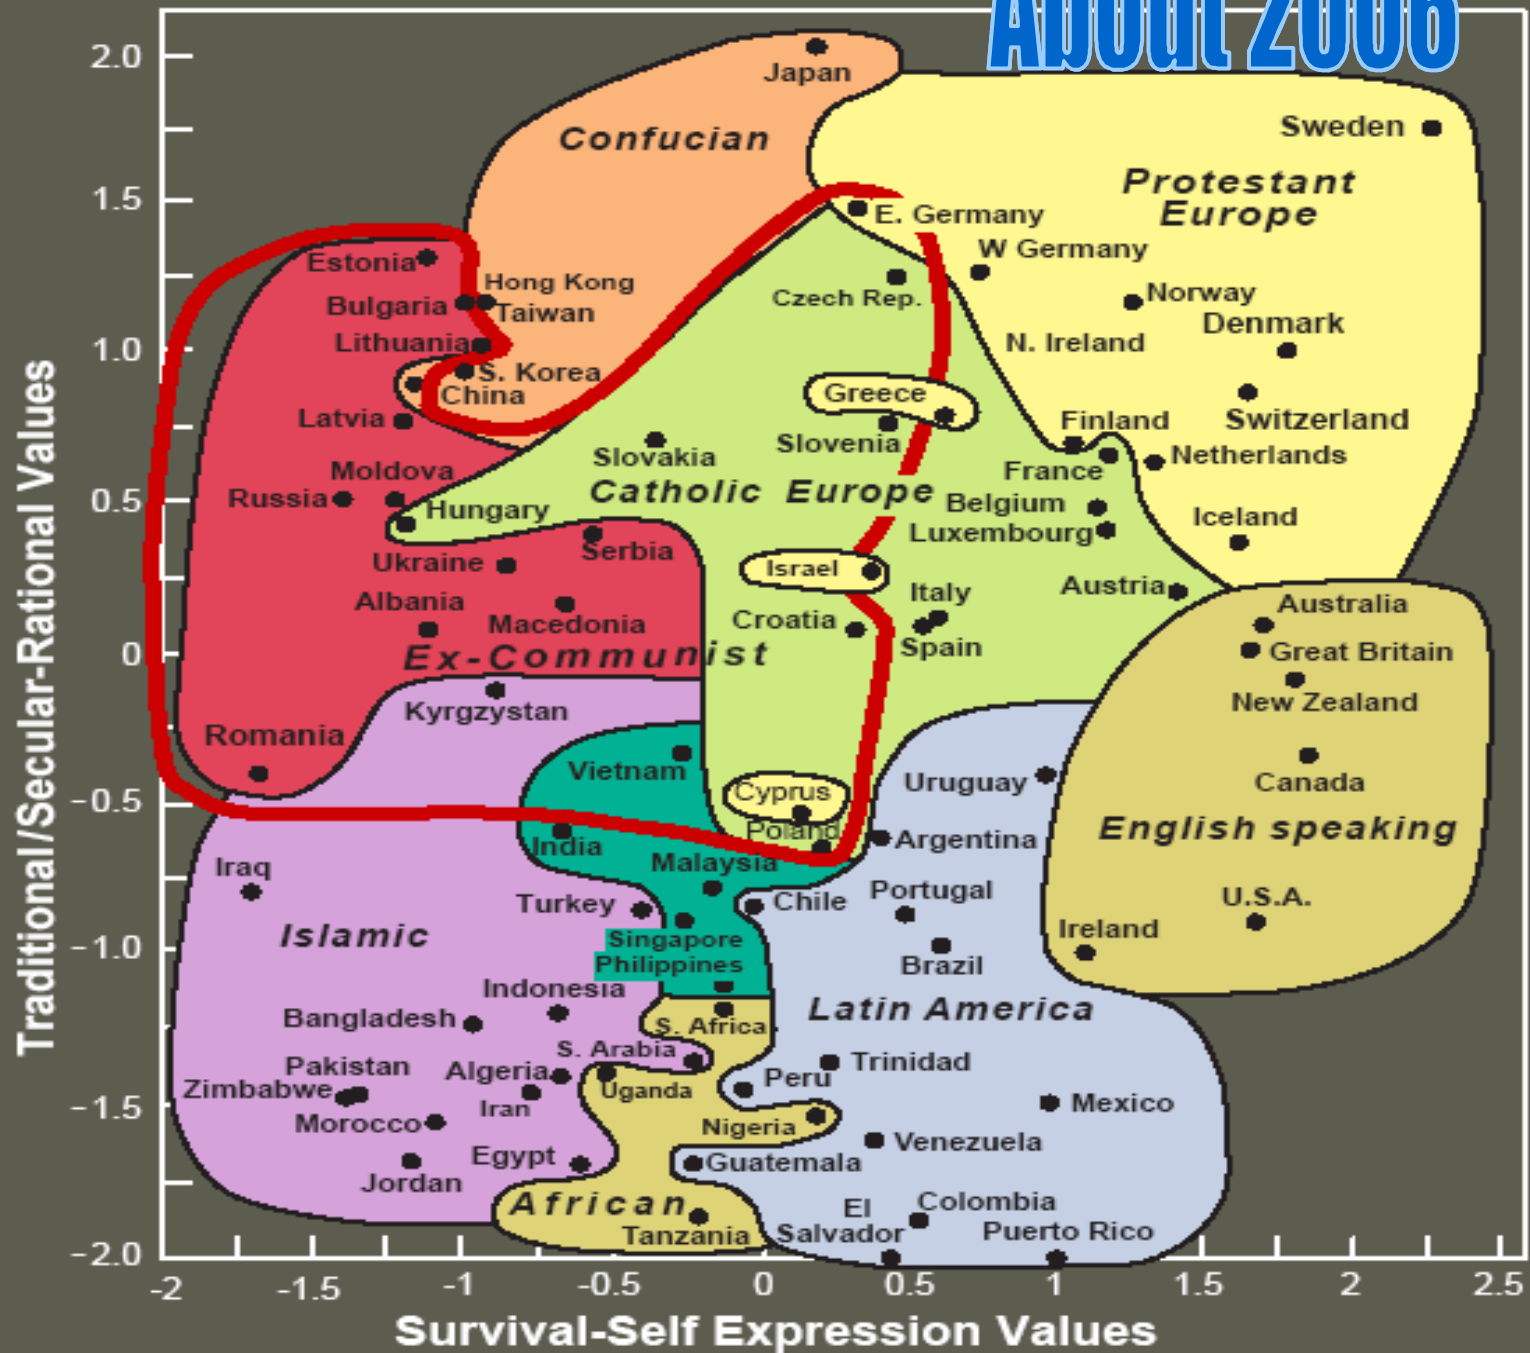 About 2006
2.0
Japan
Confucian
Sweden
Protestant
Europe
1.5
E. Germany
W Germany
Estonia
Hong Kong
Czech Rep.
Norway
Bulgaria
Taiwan
Denmark
Lithuania
N. Ireland
1.0
S. Korea
China
Greece
Latvia
Slovenia
Finland
Switzerland
Slovakia
France
Netherlands
Moldova
Russia
Catholic Europe
0.5
Hungary
Belgium
Iceland
Luxembourg
Serbia
Ukraine
Israel
Austria
Albania
Italy
Australia
Macedonia
Croatia
Spain
Great Britain
0
Ex-Communist
Kyrgzystan
New Zealand
Romania
Vietnam
Uruguay
Canada
-0.5
Cyprus
Poland
English speaking
India
Argentina
Malaysia
Iraq
Turkey
Chile
Portugal
U.S.A.
Islamic
Singapore
Ireland
-1.0
Philippines
Brazil
Indonesia
Latin America
Bangladesh
S. Africa
S. Arabia
Pakistan
Algeria
Trinidad
Zimbabwe
Uganda
Peru
-1.5
Iran
Mexico
Morocco
Nigeria
Venezuela
Egypt
Guatemala
Jordan
African
El
Salvador
Colombia
Tanzania
Puerto Rico
-2.0
-2 -1.5 -1 -0.5 0 0.5 1 1.5 2 2.5
Survival-Self Expression Values
Traditional/Secular-Rational Values